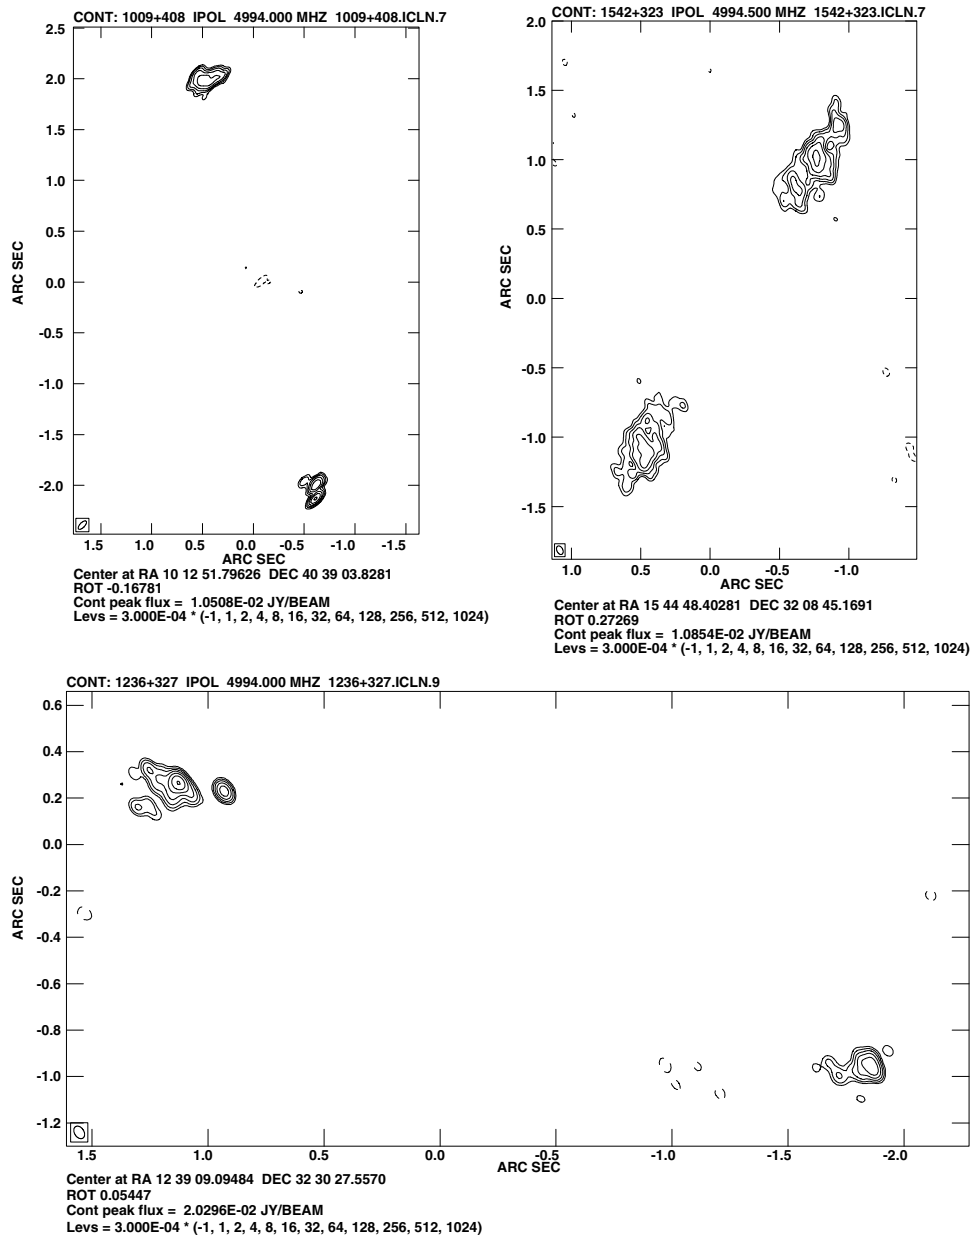 CONT: 1009+408 IPOL 4994.000 MHZ 1009+408.ICLN.7
2.5
2.0
1.5
1.0
0.5
0.0
-0.5
-1.0
-1.5
-2.0
ARC SEC
1.5 1.0 0.5 0.0 -0.5 -1.0 -1.5
ARC SEC
Center at RA 10 12 51.79626 DEC 40 39 03.8281
ROT -0.16781
Cont peak flux = 1.0508E-02 JY/BEAM
Levs = 3.000E-04 * (-1, 1, 2, 4, 8, 16, 32, 64, 128, 256, 512, 1024)
CONT: 1542+323 IPOL 4994.500 MHZ 1542+323.ICLN.7
2.0
1.5
1.0
0.5
0.0
-0.5
-1.0
-1.5
ARC SEC
1.0 0.5 0.0 -0.5 -1.0
ARC SEC
Center at RA 15 44 48.40281 DEC 32 08 45.1691
ROT 0.27269
Cont peak flux = 1.0854E-02 JY/BEAM
Levs = 3.000E-04 * (-1, 1, 2, 4, 8, 16, 32, 64, 128, 256, 512, 1024)
CONT: 1236+327 IPOL 4994.000 MHZ 1236+327.ICLN.9
0.6
0.4
0.2
0.0
-0.2
-0.4
-0.6
-0.8
-1.0
-1.2
ARC SEC
1.5 1.0 0.5 0.0 -0.5 -1.0 -1.5 -2.0
ARC SEC
Center at RA 12 39 09.09484 DEC 32 30 27.5570
ROT 0.05447
Cont peak flux = 2.0296E-02 JY/BEAM
Levs = 3.000E-04 * (-1, 1, 2, 4, 8, 16, 32, 64, 128, 256, 512, 1024)